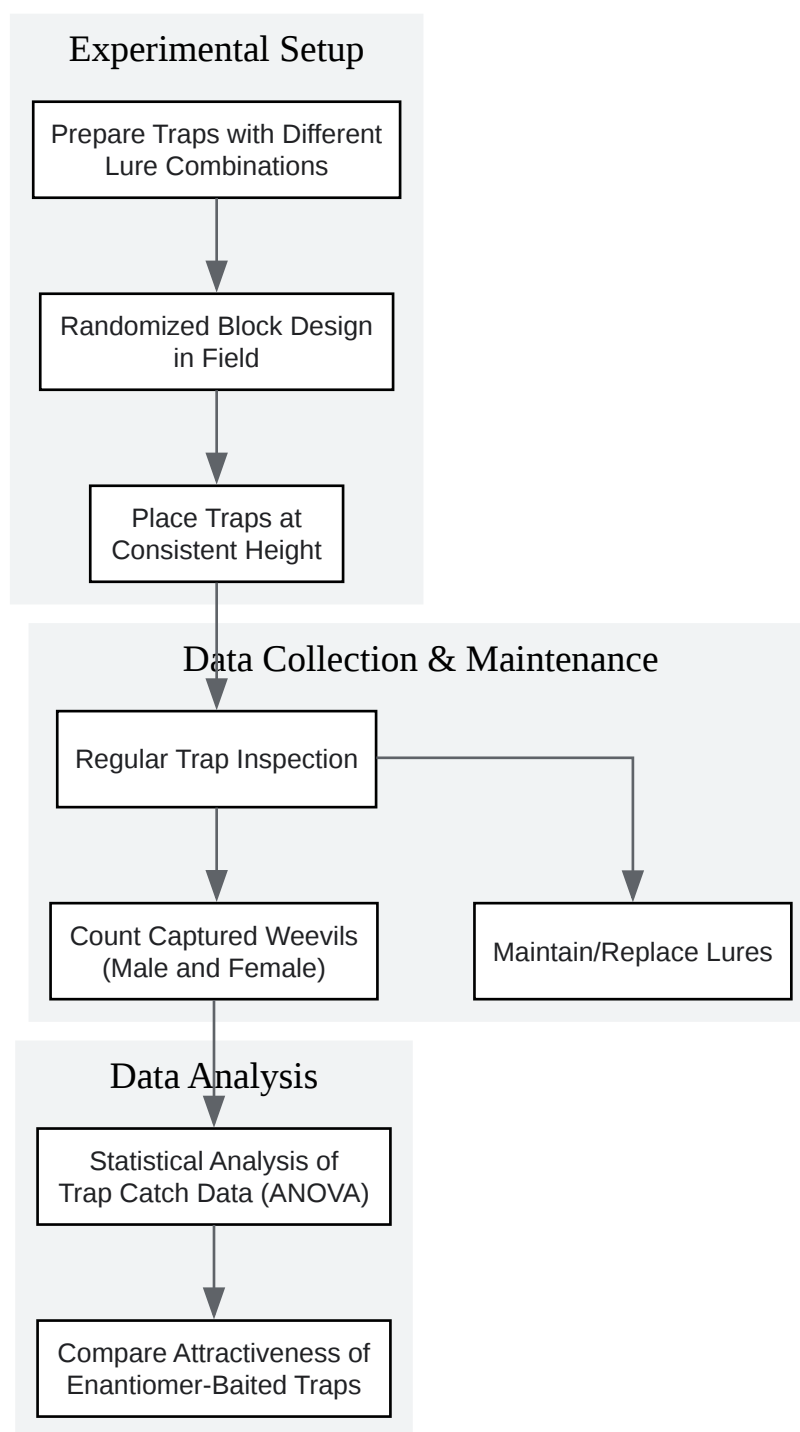 Experimental Setup
Prepare Traps with Different
Lure Combinations
Randomized Block Design
in Field
Place Traps at
Consistent Height
Data Collection & Maintenance
Regular Trap Inspection
Count Captured Weevils
(Male and Female)
Maintain/Replace Lures
Data Analysis
Statistical Analysis of
Trap Catch Data (ANOVA)
Compare Attractiveness of
Enantiomer-Baited Traps